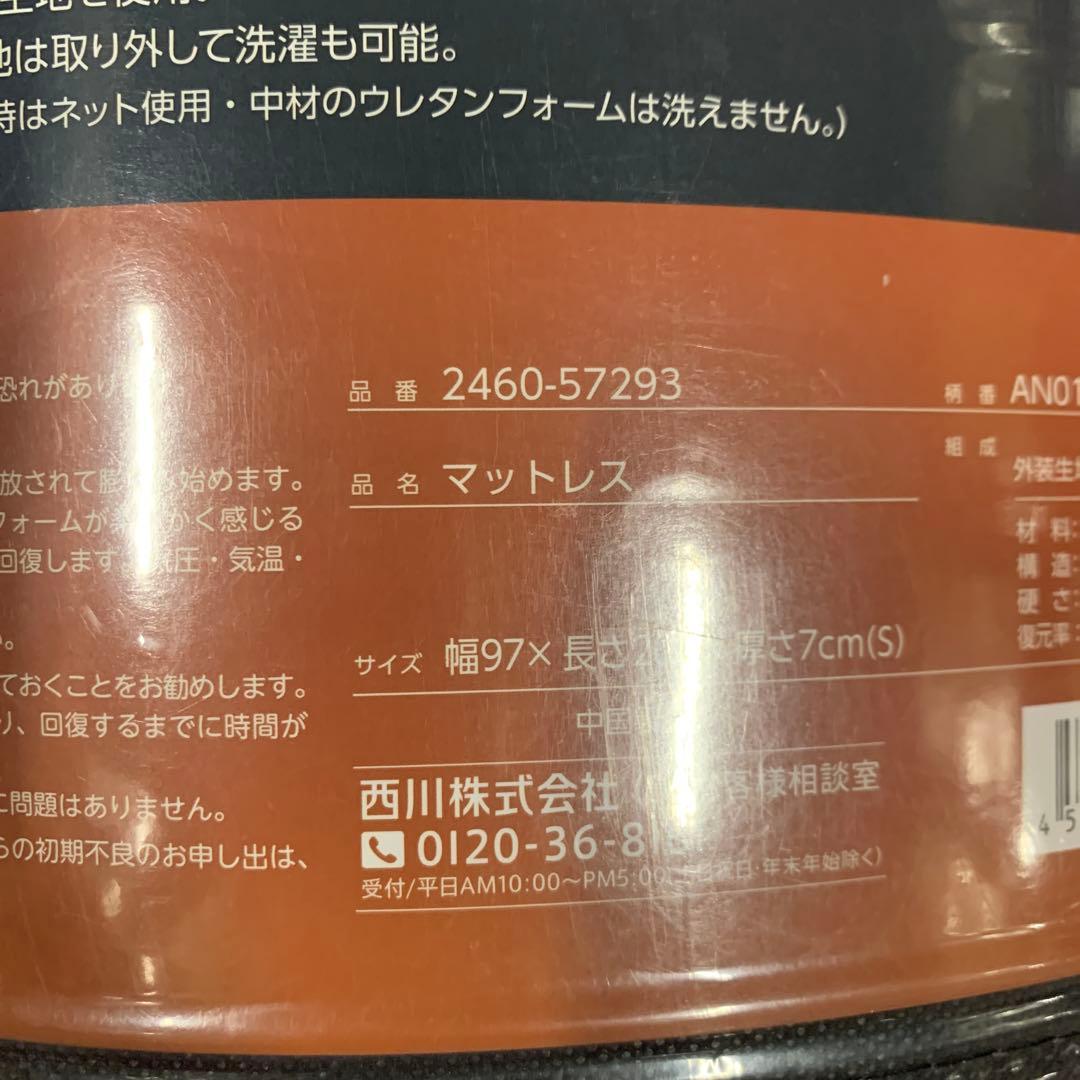 地は取り外して洗濯も可能。
時はネット使用・中材のウレタンフォームは洗えません。)
恐れがあり
放されて膨 始めます。
フォームが く感じる
回復します 圧・気温・
い。
ておくことをお勧めします。
り、回復するまでに時間が
に問題はありません。
らの初期不良のお申し出は、
品番 2460-57293
品名 マットレス
サイズ 幅97× 長さ2 厚さ7cm(S)
中国
西川株式会社 客様相談室
0120-36-8
受付/平日AM10:00〜PM5:00 祝日・年末年始除く)
柄番 AN01
組成
外装生
材料:
構造:
硬さ:
復元率:
45